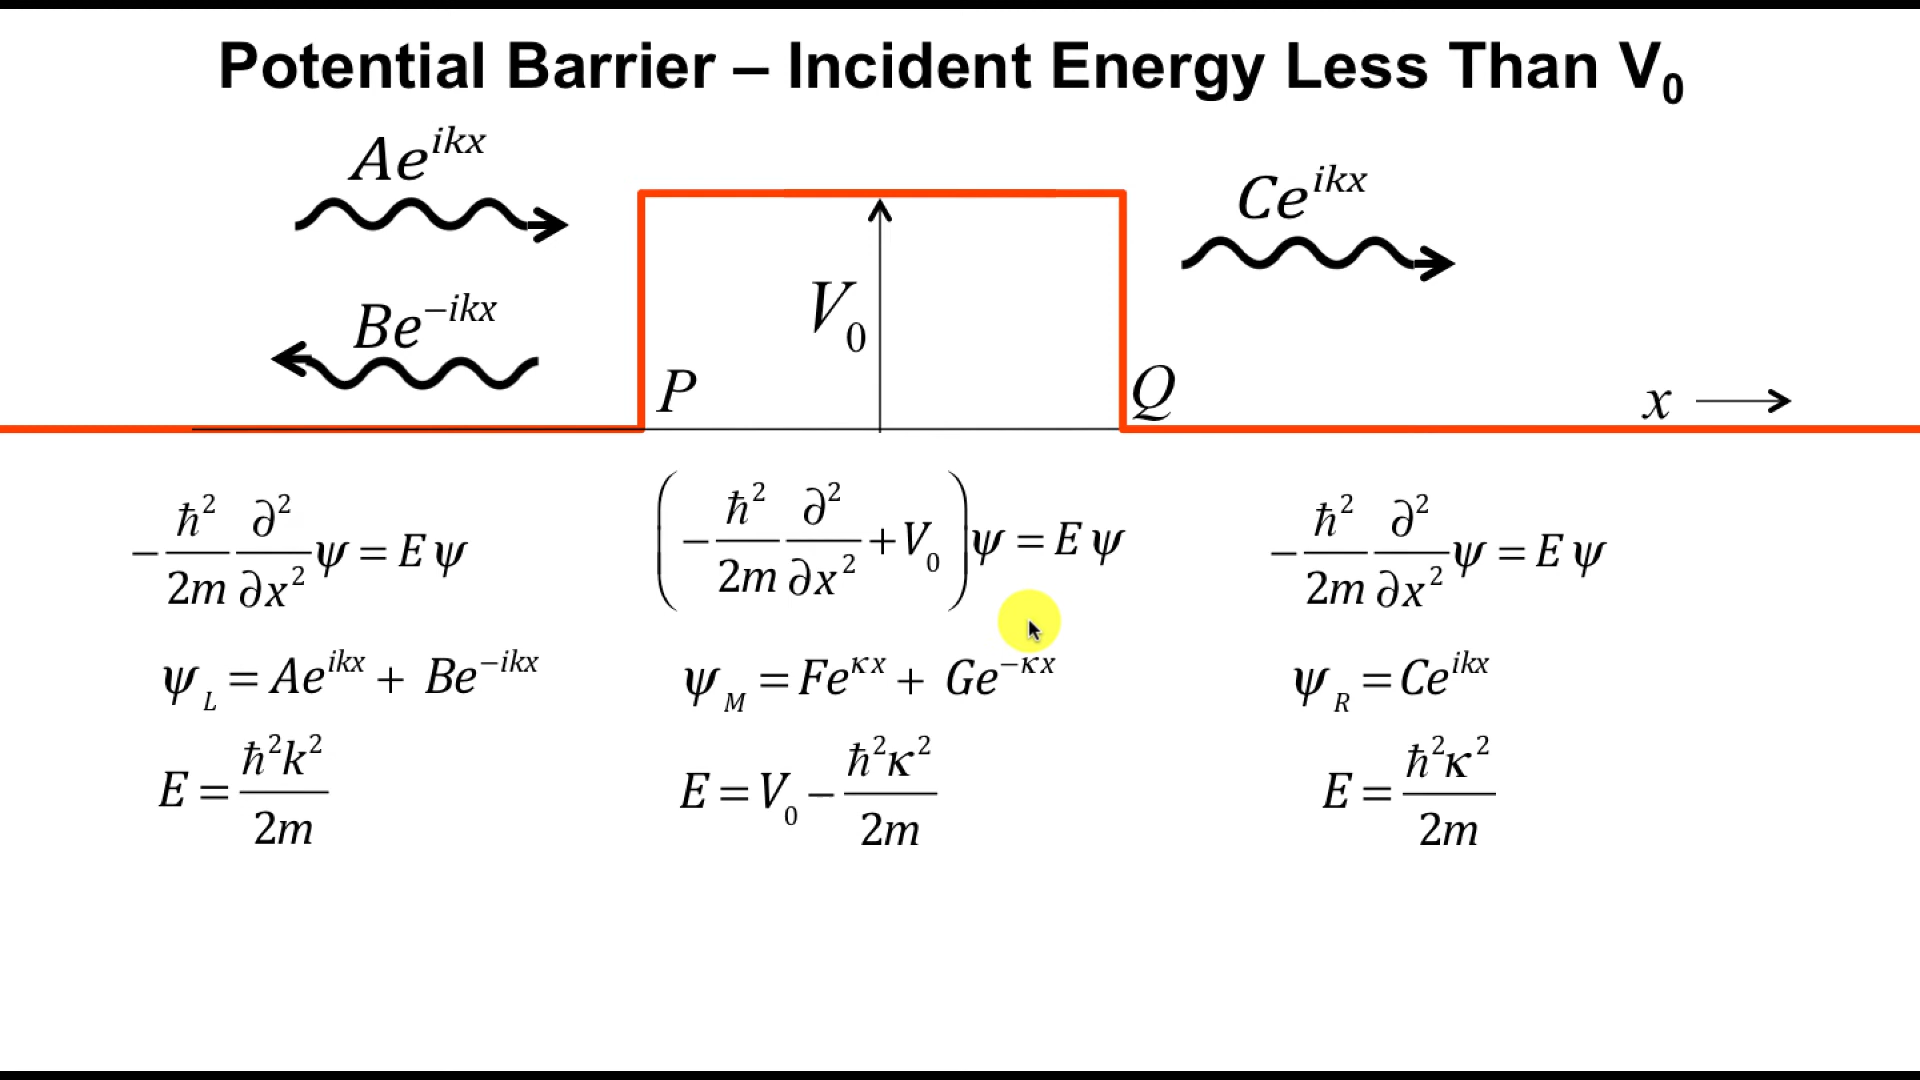 Potential Barrier – Incident Energy Less Than V₀
Ae^{ikx}
Ce^{ikx}
Be^{−ikx}
V₀
P
Q
x
−ħ²/2m ∂²/∂x² ψ = E ψ
(−ħ²/2m ∂²/∂x² + V₀)ψ = E ψ
−ħ²/2m ∂²/∂x² ψ = E ψ
ψ_L = Ae^{ikx} + Be^{−ikx}
ψ_M = Fe^{κx} + Ge^{−κx}
ψ_R = Ce^{ikx}
E = ħ²k²/2m
E = V₀ − ħ²κ²/2m
E = ħ²κ²/2m